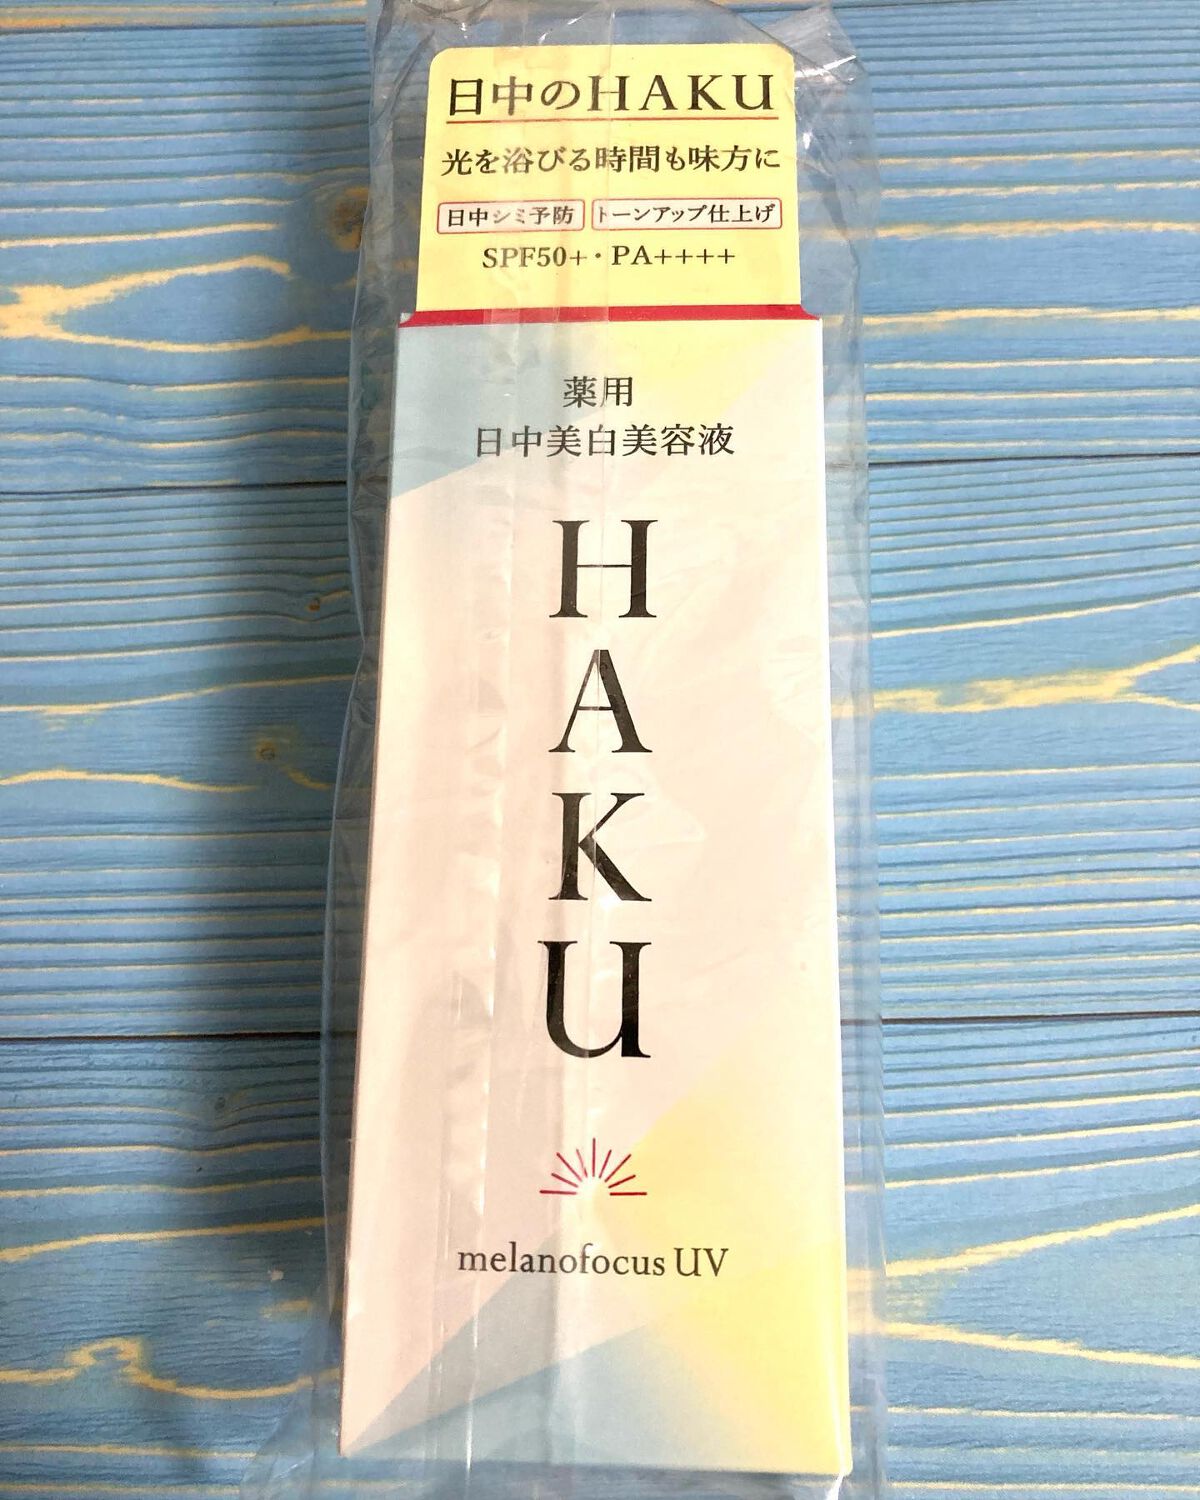 日中のHAKU
光を浴びる時間も味方に
日中シミ予防 トーンアップ仕上げ
SPF50+・PA++++
薬用
日中美白美容液
HAKU
melanofocus UV